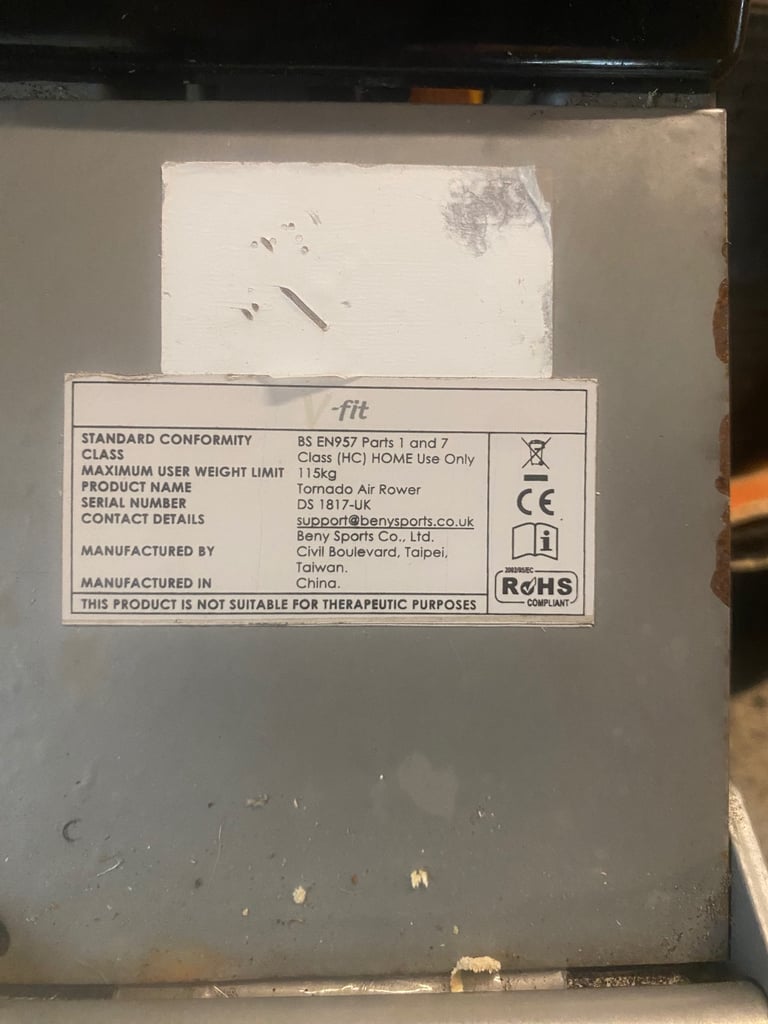 V-fit
STANDARD CONFORMITY BS EN957 Parts 1 and 7
CLASS Class (HC) HOME Use Only
MAXIMUM USER WEIGHT LIMIT 115kg
PRODUCT NAME Tornado Air Rower
SERIAL NUMBER DS 1817-UK
CONTACT DETAILS support@benysports.co.uk
Beny Sports Co., Ltd.
MANUFACTURED BY Civil Boulevard, Taipei,
Taiwan.
MANUFACTURED IN China.
THIS PRODUCT IS NOT SUITABLE FOR THERAPEUTIC PURPOSES
CE
i
2002/95/EC
RoHS
COMPLIANT